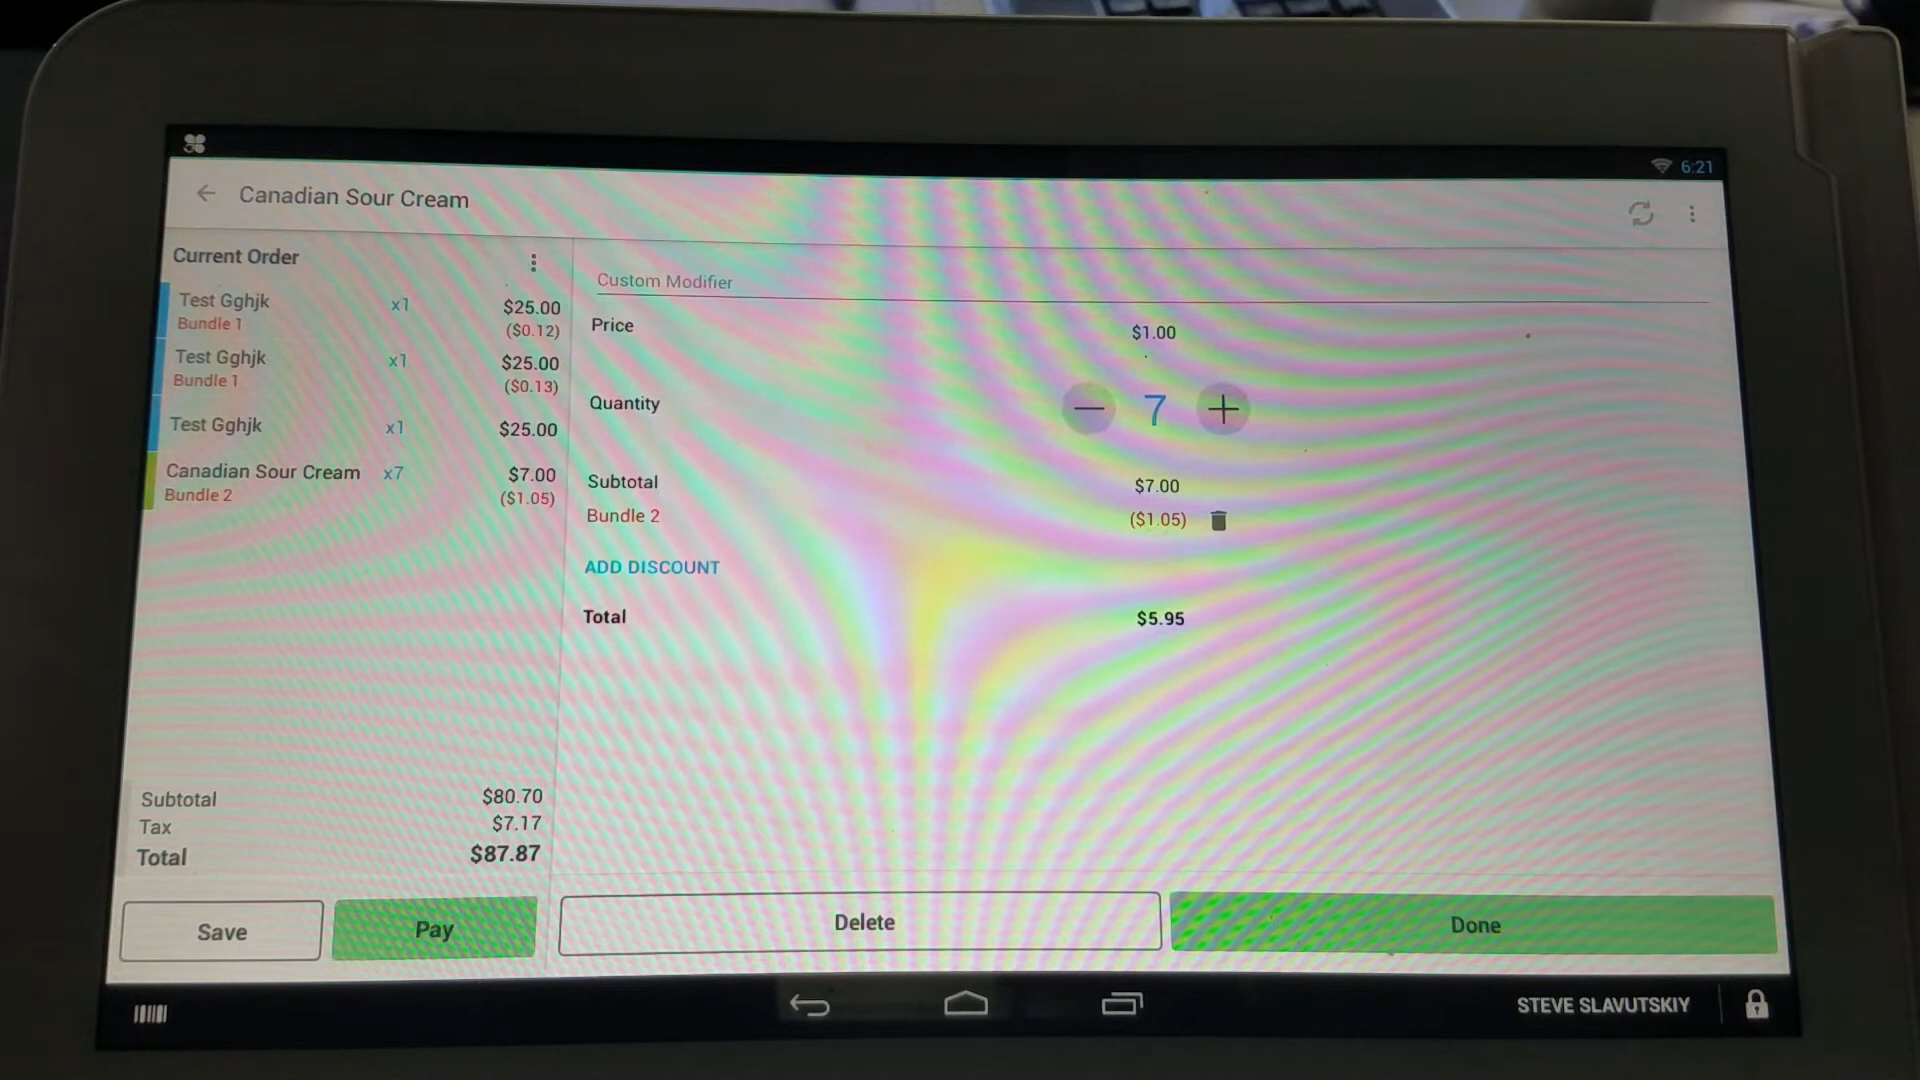 6:21
Canadian Sour Cream
Current Order
Test Gghjk x1 $25.00
Bundle 1 ($0.12)
Test Gghjk x1 $25.00
Bundle 1 ($0.13)
Test Gghjk x1 $25.00
Canadian Sour Cream x7 $7.00
Bundle 2 ($1.05)
Subtotal $80.70
Tax $7.17
Total $87.87
Save
Pay
Custom Modifier
Price $1.00
Quantity 7
Subtotal $7.00
Bundle 2 ($1.05)
ADD DISCOUNT
Total $5.95
Delete
Done
STEVE SLAVUTSKIY